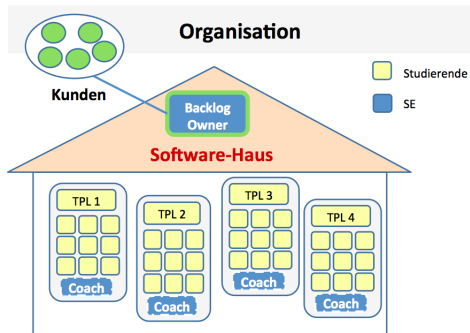 Organisation
Studierende
SE
Kunden
Backlog
Owner
Software-Haus
TPL 1
TPL 2
TPL 3
TPL 4
Coach
Coach
Coach
Coach